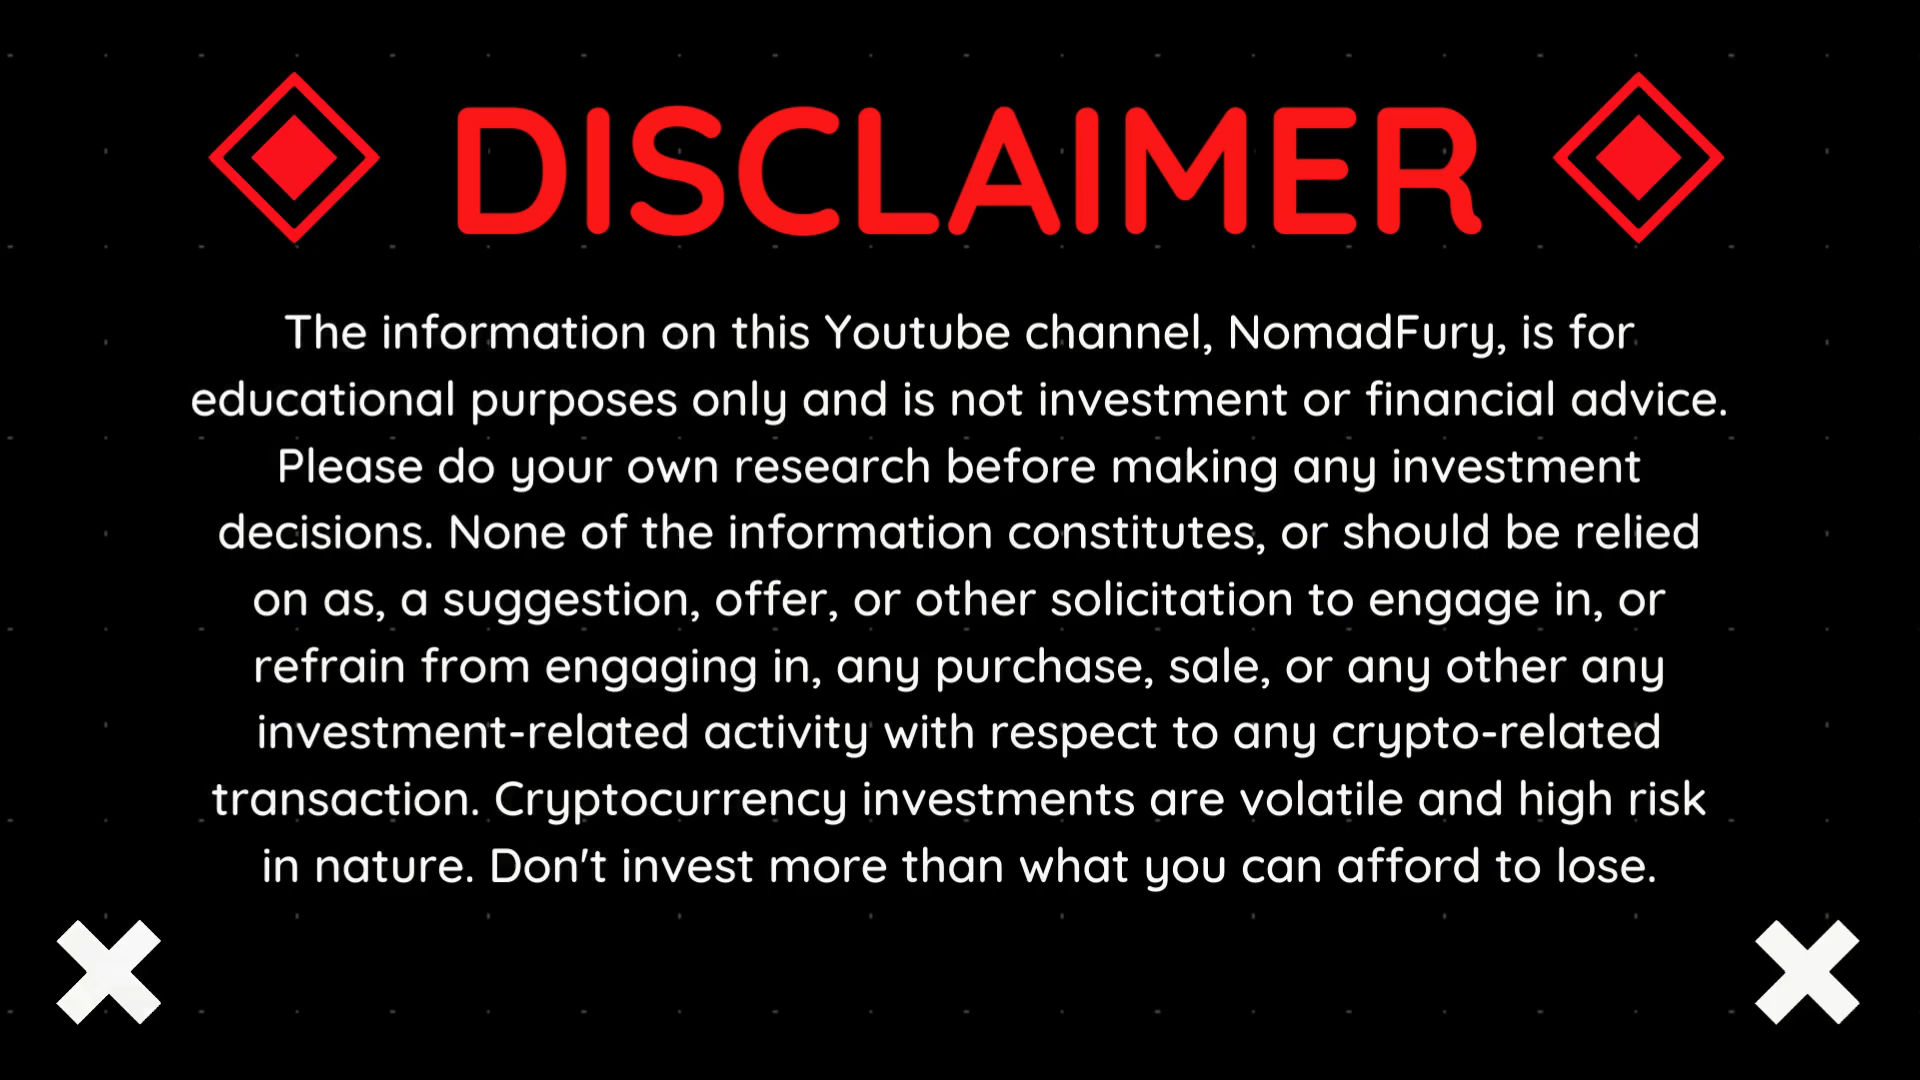 DISCLAIMER
The information on this Youtube channel, NomadFury, is for
educational purposes only and is not investment or financial advice.
Please do your own research before making any investment
decisions. None of the information constitutes, or should be relied
on as, a suggestion, offer, or other solicitation to engage in, or
refrain from engaging in, any purchase, sale, or any other any
investment-related activity with respect to any crypto-related
transaction. Cryptocurrency investments are volatile and high risk
in nature. Don't invest more than what you can afford to lose.